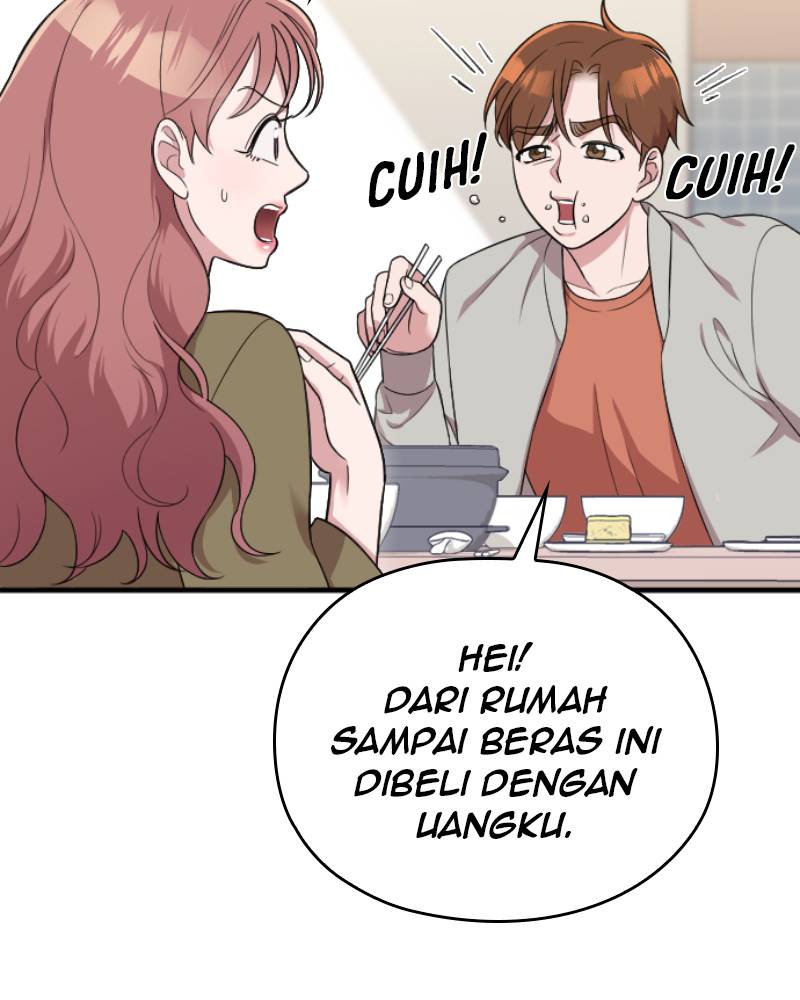 CUIH!
CUIH!
HEI!
DARI RUMAH
SAMPAI BERAS INI
DIBELI DENGAN
UANGKU.